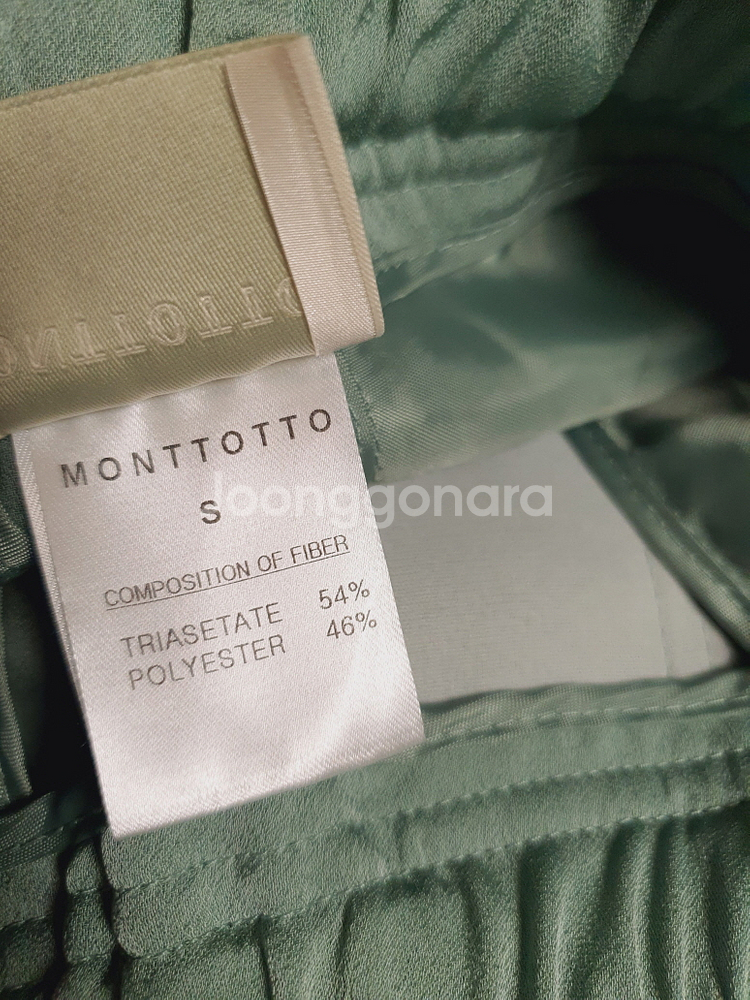 MONTTOTTO
S
Joonggonara
COMPOSITION OF FIBER
TRIASETATE 54%
POLYESTER 46%